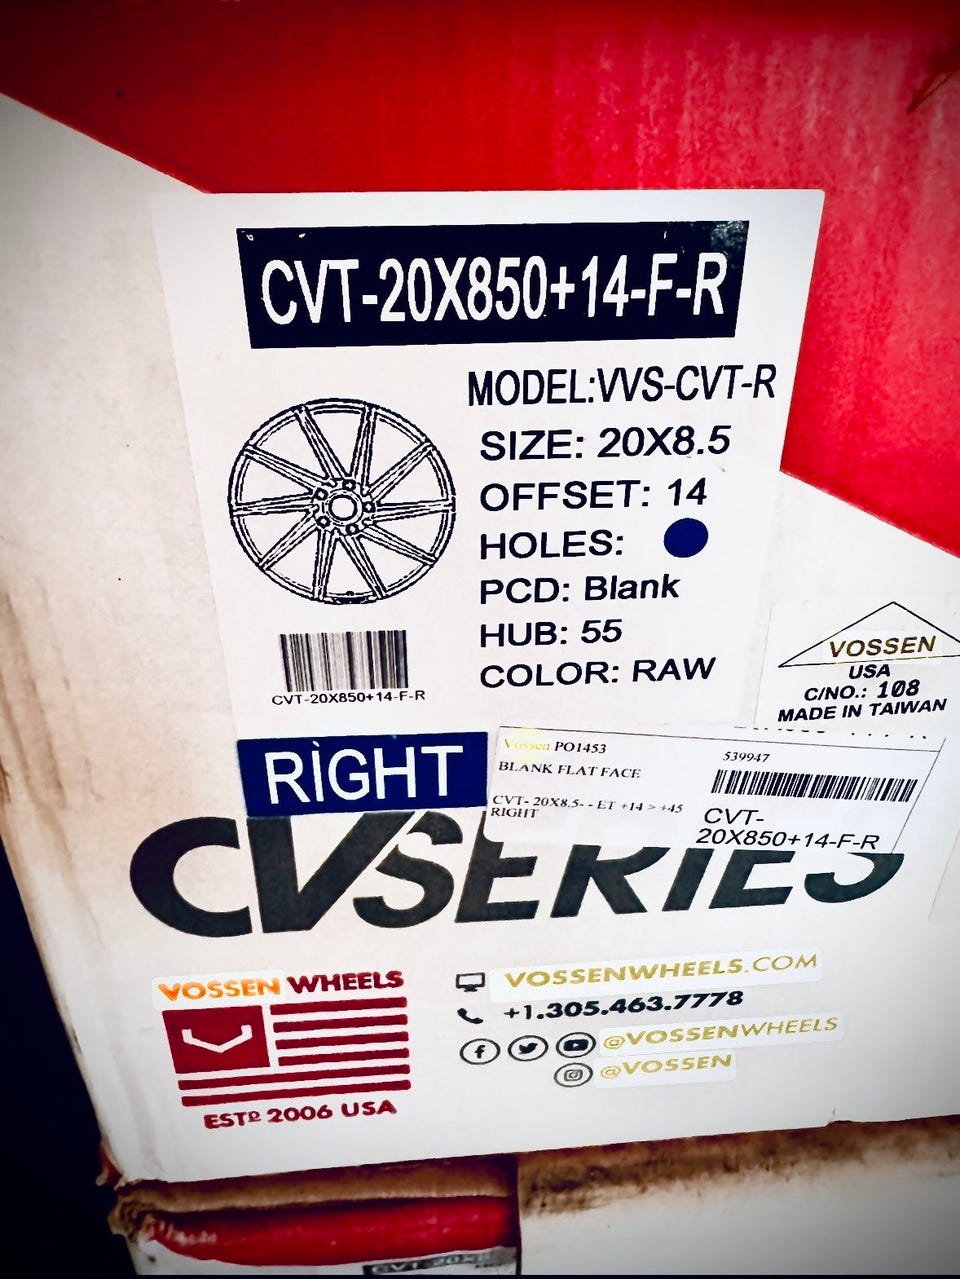 CVT-20X850+14-F-R
MODEL:VVS-CVT-R
SIZE: 20X8.5
OFFSET: 14
HOLES:
PCD: Blank
HUB: 55
COLOR: RAW
CVT-20X850+14-F-R
VOSSEN
USA
C/NO.: 108
MADE IN TAIWAN
RIGHT
Vossen PO1453
BLANK FLAT FACE
CVT- 20X8.5- - ET +14 > +45
RIGHT
539947
CVT-
20X850+14-F-R
CVSERIES
VOSSEN WHEELS
ESTD 2006 USA
VOSSENWHEELS.COM
+1.305.463.7778
@VOSSENWHEELS
@VOSSEN